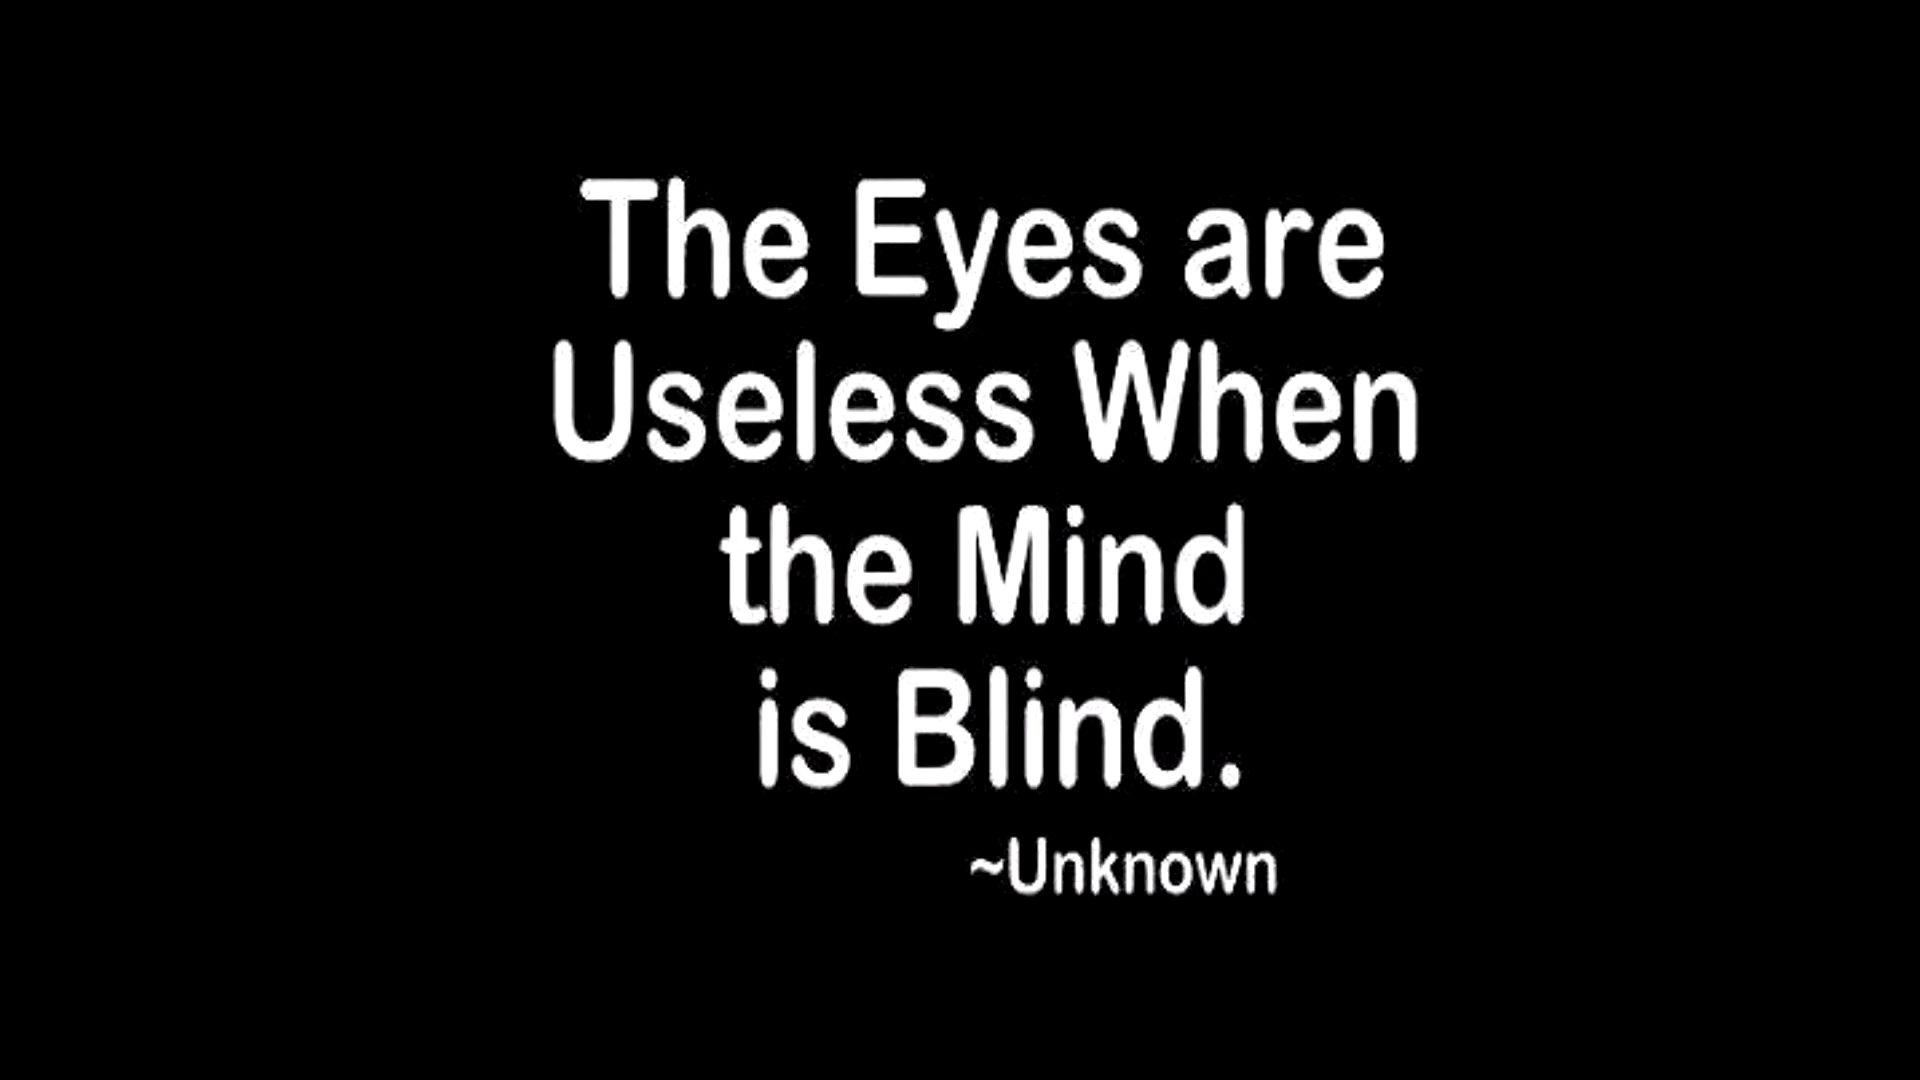 The Eyes are
Useless When
the Mind
is Blind.
~Unknown